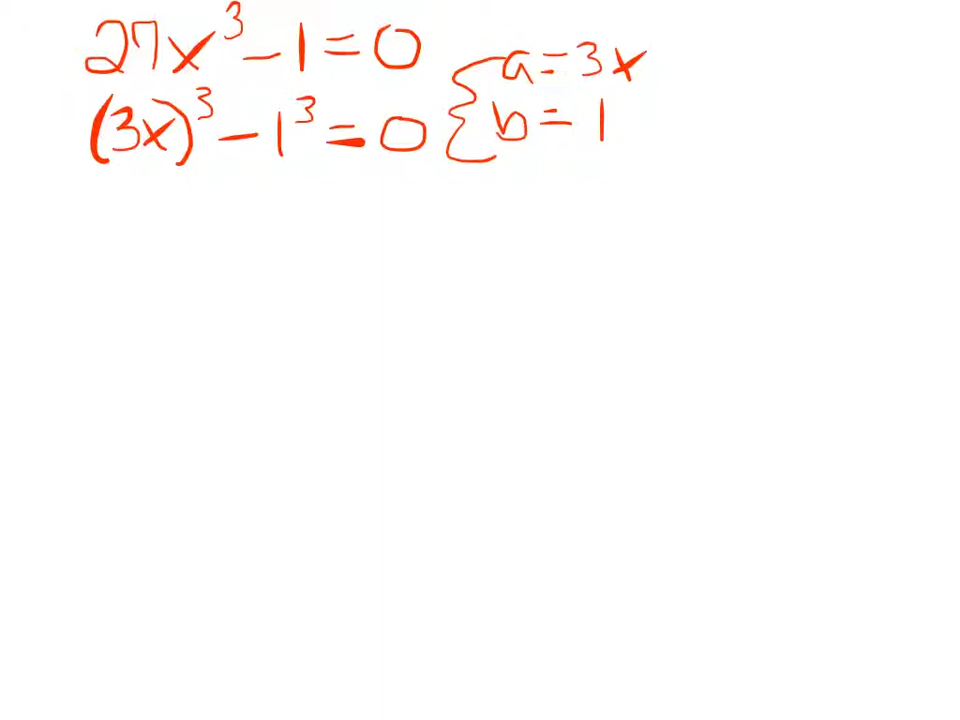 27x³ - 1 = 0
(3x)³ - 1³ = 0 { a = 3x
b = 1